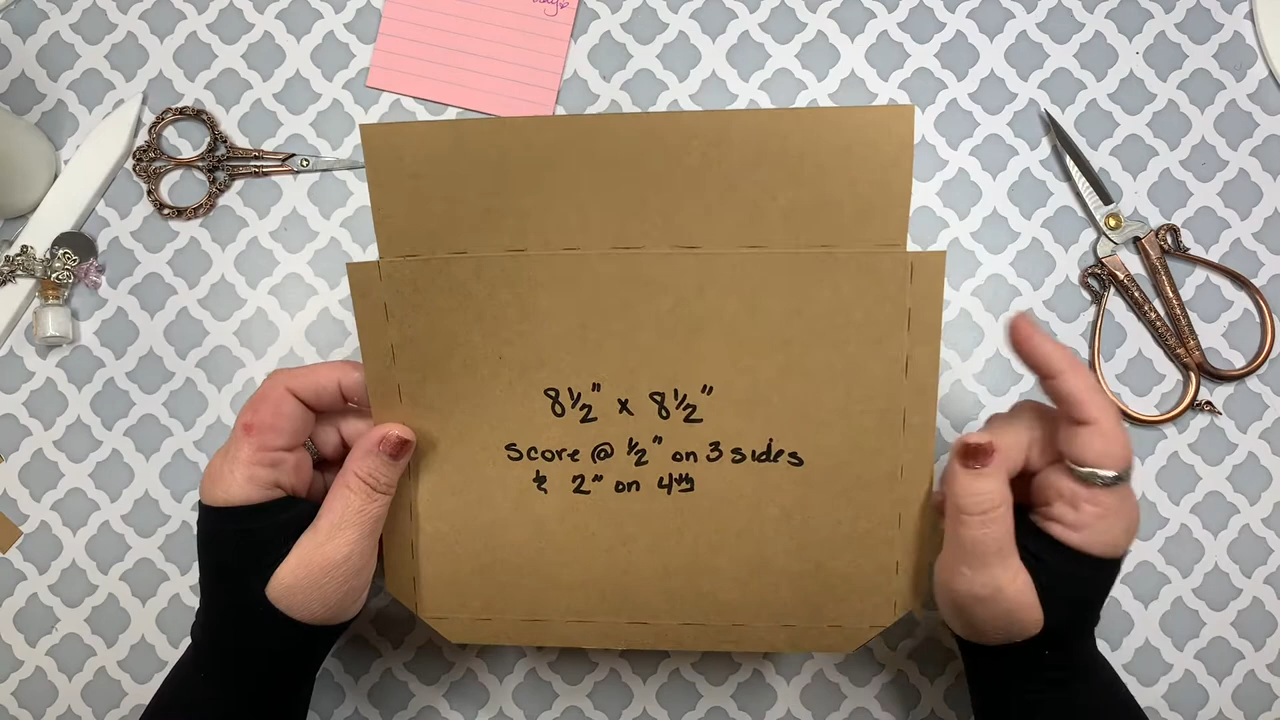 8½" x 8½"
score @ ½" on 3 sides
& 2" on 4th